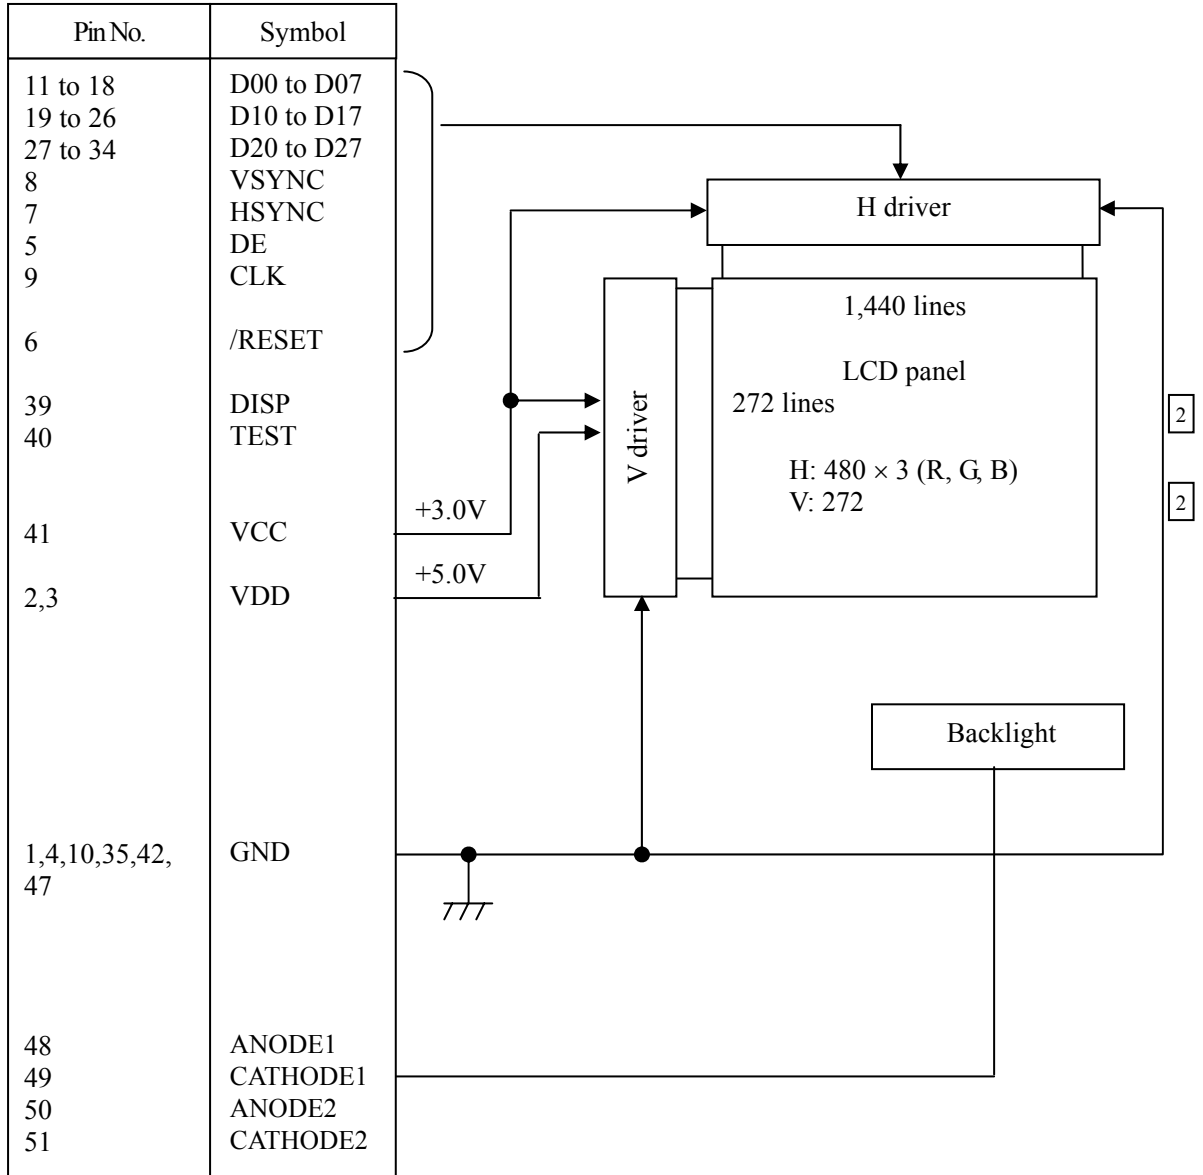 Pin No. Symbol
11 to 18 D00 to D07
19 to 26 D10 to D17
27 to 34 D20 to D27
8 VSYNC
7 HSYNC
5 DE
9 CLK
6 /RESET
39 DISP
40 TEST
41 VCC
2,3 VDD
1,4,10,35,42, GND
47
48 ANODE1
49 CATHODE1
50 ANODE2
51 CATHODE2
+3.0V
+5.0V
H driver
V driver
1,440 lines
LCD panel
272 lines
H: 480 × 3 (R, G, B)
V: 272
2
2
Backlight